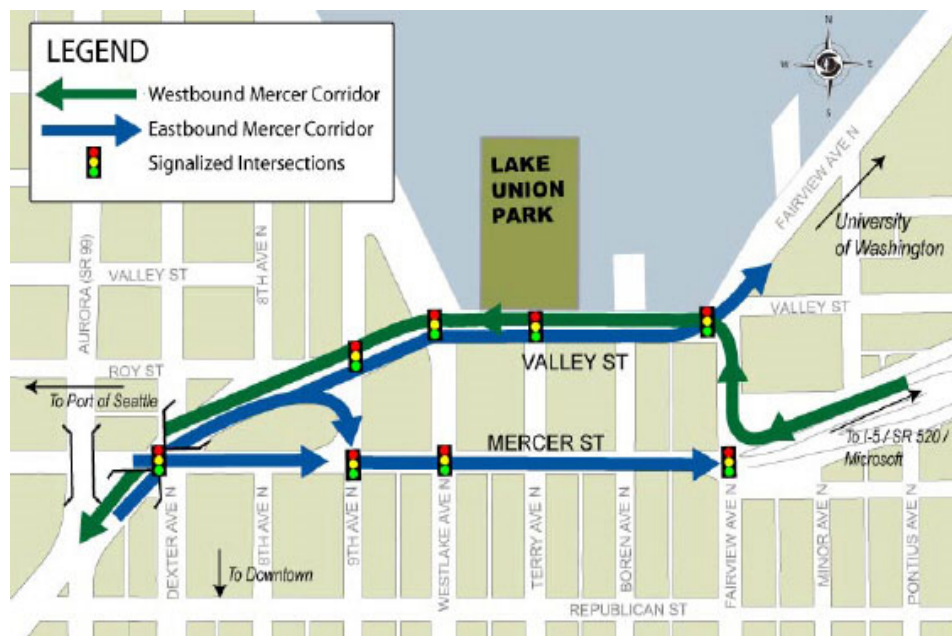 LEGEND
Westbound Mercer Corridor
Eastbound Mercer Corridor
Signalized Intersections
N
W
E
S
LAKE
UNION
PARK
FAIRVIEW AVE N
University
of Washington
AURORA (SR 99)
VALLEY ST
8TH AVE N
VALLEY ST
ROY ST
VALLEY ST
To Port of Seattle
MERCER ST
To I-5 / SR 520 /
Microsoft
DEXTER AVE N
8TH AVE N
9TH AVE N
WESTLAKE AVE N
TERRY AVE N
BOREN AVE N
FAIRVIEW AVE N
MINOR AVE N
PONTIUS AVE N
To Downtown
REPUBLICAN ST